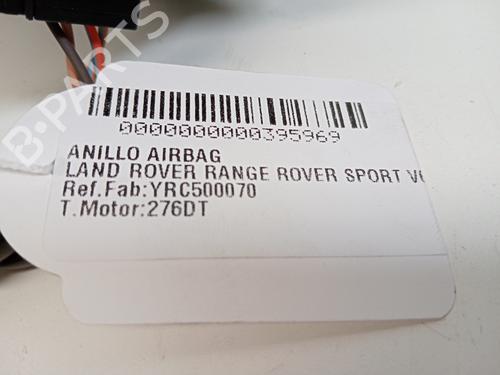 B-PARTS
0000000000395969
ANILLO AIRBAG
LAND ROVER RANGE ROVER SPORT
Ref.Fab:YRC500070
T.Motor:276DT